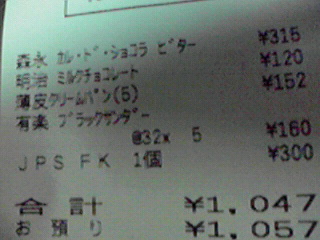 森永 カレ・ド・ショコラ ビター ¥315
明治 ミルクチョコレート ¥120
薄皮クリームパン(5) ¥152
有楽 ブラックサンダー
@32× 5 ¥160
JPS FK 1個 ¥300
合 計 ¥1,047
お 預 り ¥1,057